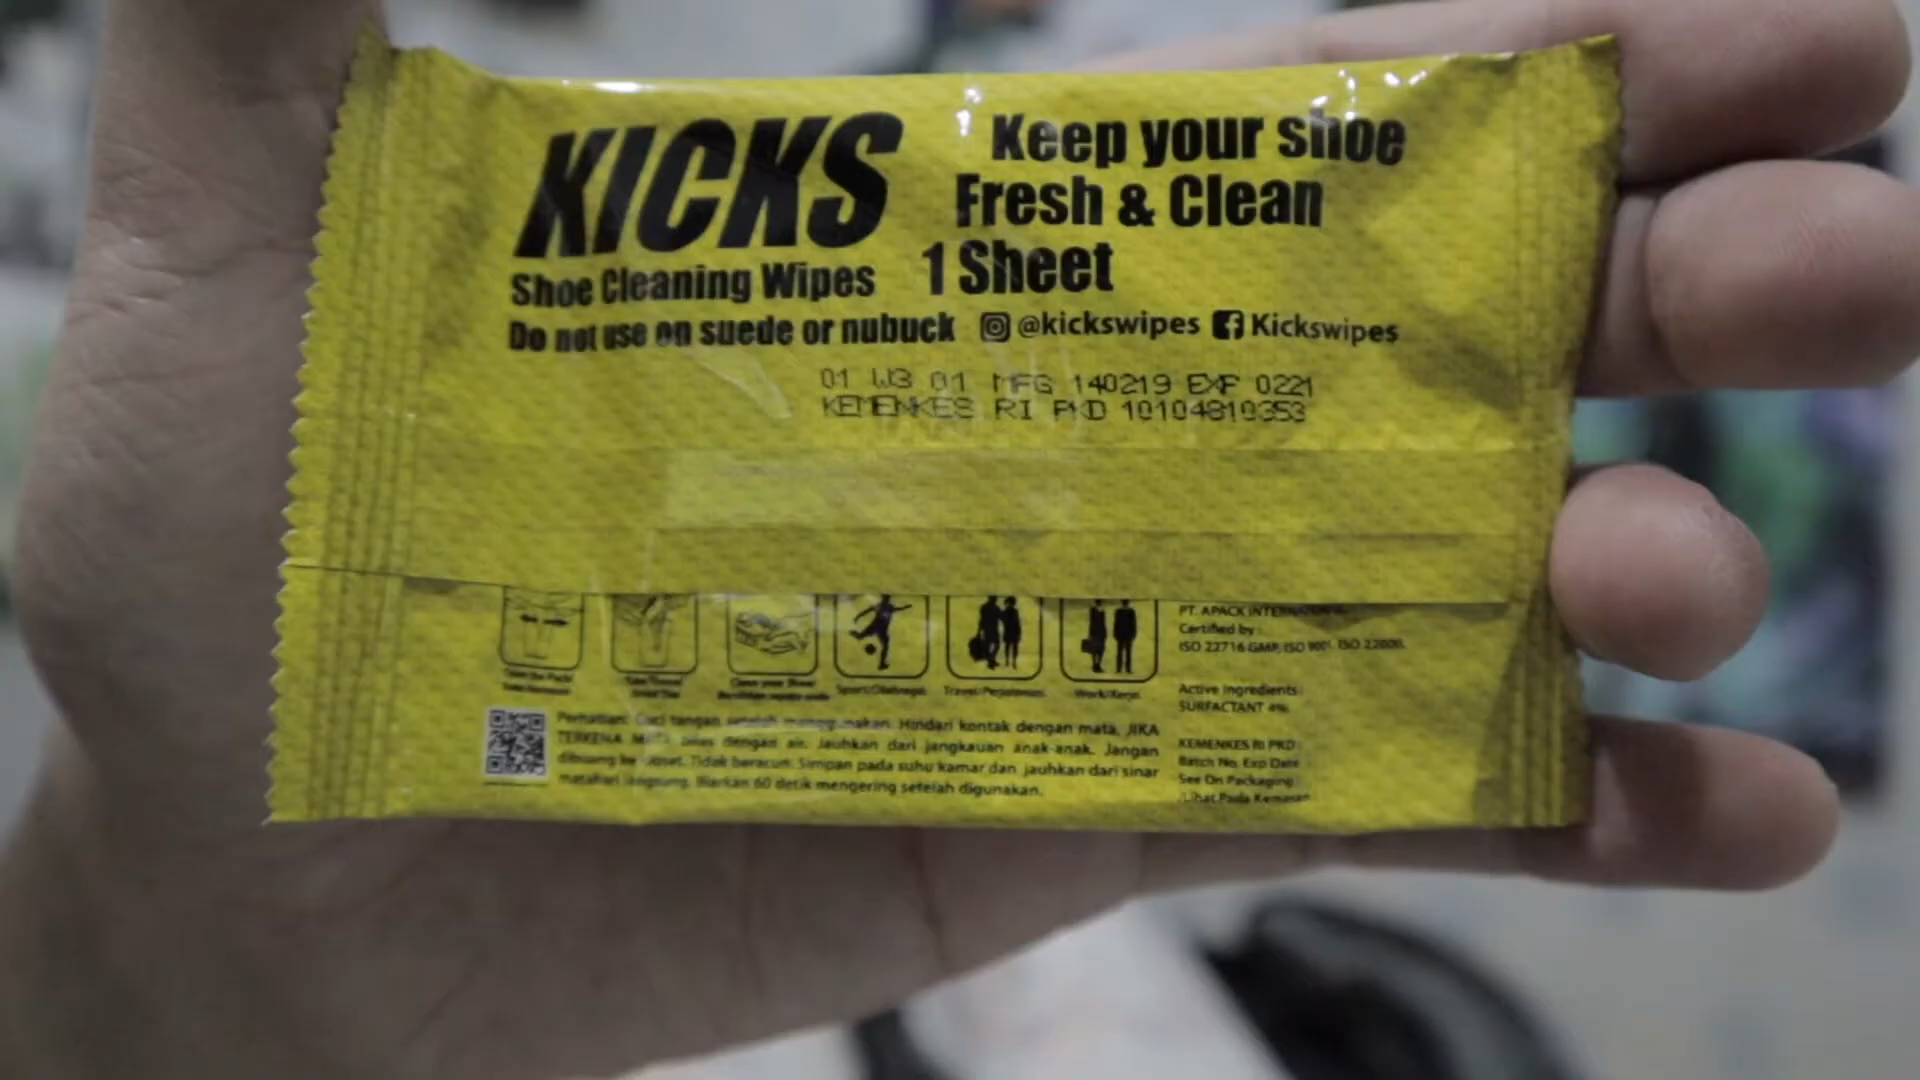 KICKS
Shoe Cleaning Wipes
Keep your shoe
Fresh & Clean
1 Sheet
Do not use on suede or nubuck @kickswipes Kickswipes
01 W3 01 MFG 140219 EXP 0221
KEMENKES RI PKD 10104810353
Sport/Olahraga
Work/Kerja
PT. APACK
Certified by :
ISO 22716 GMP, ISO 9001, ISO 22000.
Active Ingredients:
SURFACTANT 4%
KEMENKES RI PKD :
Batch No, Exp Date :
See On Packaging
/Lihat Pada Kemasan
Perhatian: Cuci tangan setelah menggunakan. Hindari kontak dengan mata, JIKA
TERKENA MATA bilas dengan air. Jauhkan dari jangkauan anak-anak. Jangan
dibuang ke closet. Tidak beracun. Simpan pada suhu kamar dan jauhkan dari sinar
matahari langsung. Biarkan 60 detik mengering setelah digunakan.